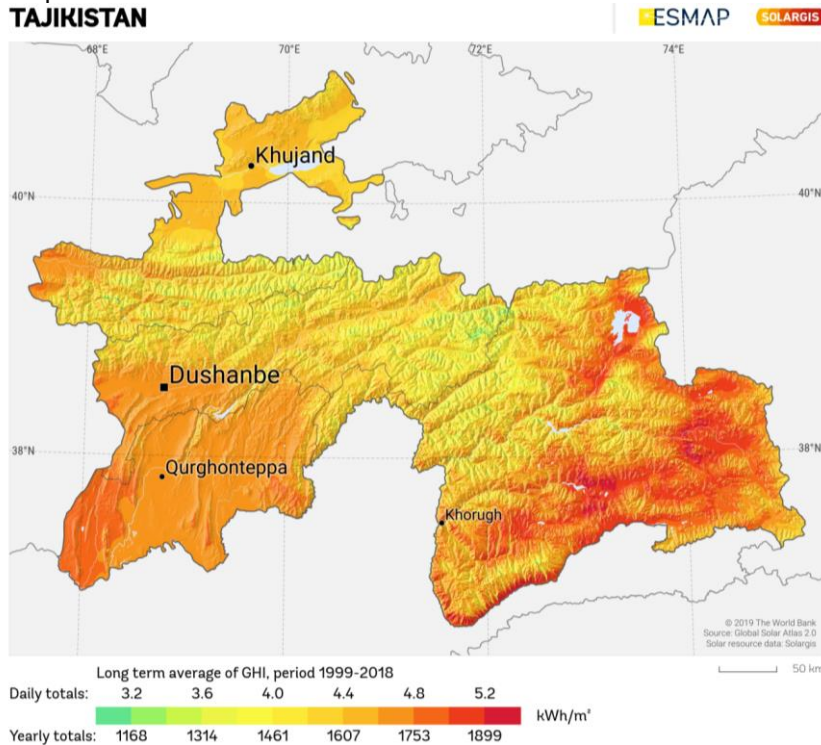 TAJIKISTAN
ESMAP
SOLARGIS
68°E 70°E 72°E 74°E
Khujand
40°N 40°N
Dushanbe
38°N 38°N
Qurghonteppa
Khorugh
© 2019 The World Bank
Source: Global Solar Atlas 2.0
Solar resource data: Solargis
50 km
Long term average of GHI, period 1999-2018
Daily totals: 3.2 3.6 4.0 4.4 4.8 5.2
kWh/m²
Yearly totals: 1168 1314 1461 1607 1753 1899